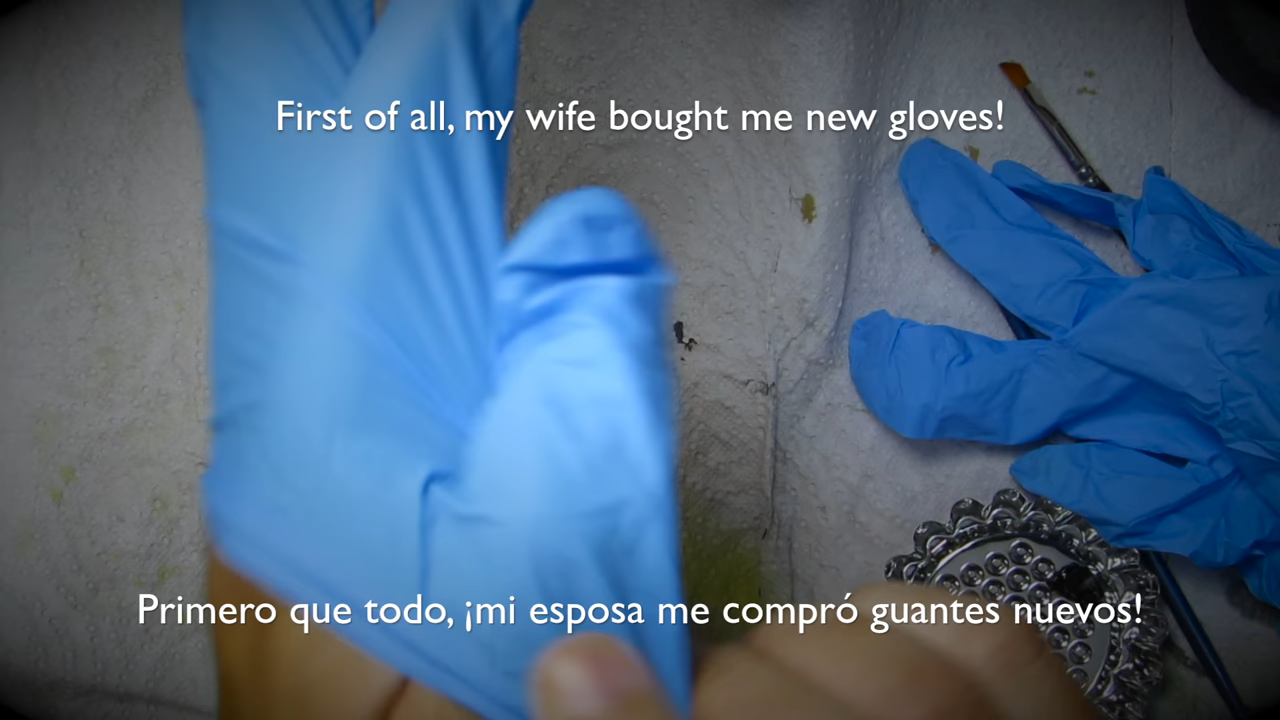 First of all, my wife bought me new gloves!
Primero que todo, ¡mi esposa me compró guantes nuevos!